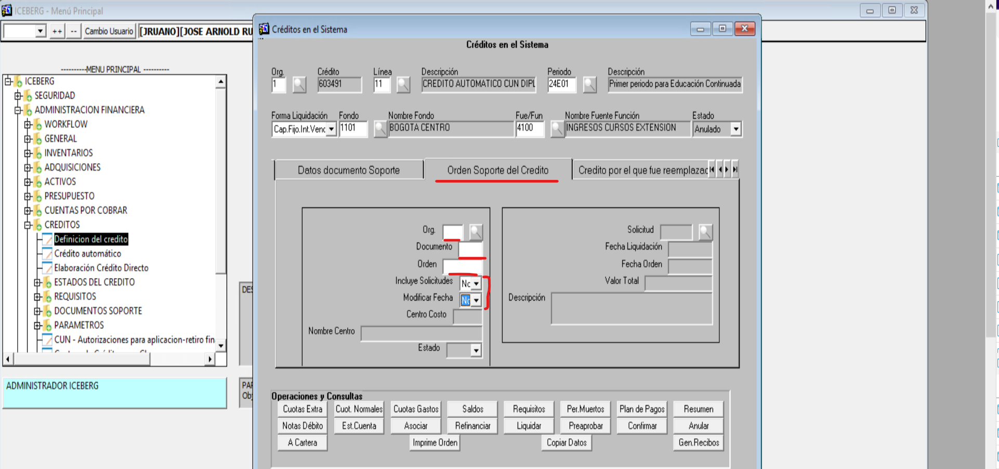 ICEBERG - Menú Principal
++ -- Cambio Usuario [JRUANO][JOSE ARNOLD RU
----------MENU PRINCIPAL ----------
ICEBERG
SEGURIDAD
ADMINISTRACION FINANCIERA
WORKFLOW
GENERAL
INVENTARIOS
ADQUISICIONES
ACTIVOS
PRESUPUESTO
CUENTAS POR COBRAR
CREDITOS
Definicion del credito
Crédito automático
Elaboración Crédito Directo
ESTADOS DEL CREDITO
REQUISITOS
DOCUMENTOS SOPORTE
PARAMETROS
CUN - Autorizaciones para aplicacion-retiro fin
ADMINISTRADOR ICEBERG
DES
PAR
Obj
Créditos en el Sistema
Créditos en el Sistema
Org. Crédito Línea Descripción Periodo Descripción
1 603491 11 CREDITO AUTOMATICO CUN DIPL 24E01 Primer periodo para Educación Continuada
Forma Liquidación Fondo Nombre Fondo Fue/Fun Nombre Fuente Función Estado
Cap.Fijo.Int.Venc 1101 BOGOTA CENTRO 4100 INGRESOS CURSOS EXTENSION Anulado
Datos documento Soporte Orden Soporte del Credito Credito por el que fue reemplazac
Org.
Documento
Orden
Incluye Solicitudes No
Modificar Fecha No
Centro Costo
Nombre Centro
Estado
Solicitud
Fecha Liquidación
Fecha Orden
Valor Total
Descripción
Operaciones y Consultas
Cuotas Extra Cuot. Normales Cuotas Gastos Saldos Requisitos Per.Muertos Plan de Pagos Resumen
Notas Débito Est.Cuenta Asociar Refinanciar Liquidar Preaprobar Confirmar Anular
A Cartera Imprime Orden Copiar Datos Gen.Recibos